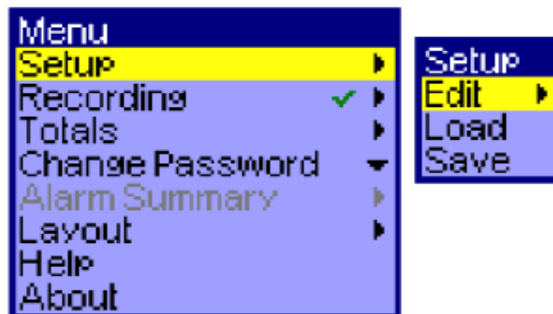 Menu
Setup
Recording
Totals
Change Password
Alarm Summary
Layout
Help
About
Setup
Edit
Load
Save